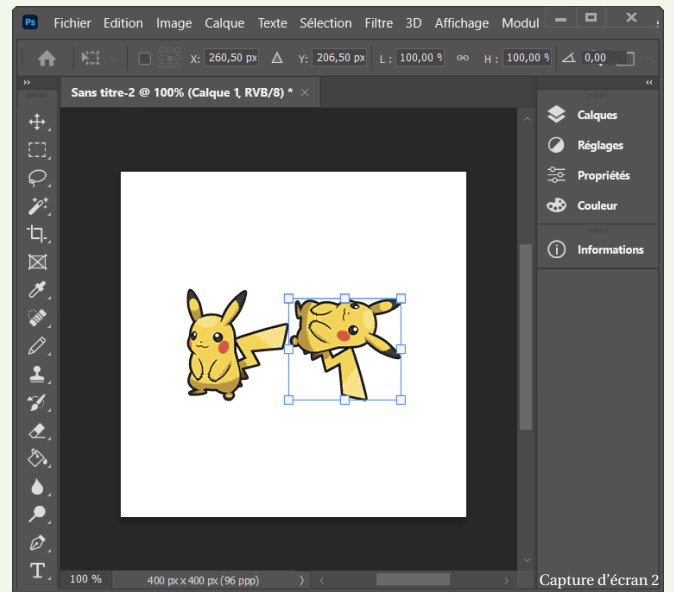 Ps Fichier Edition Image Calque Texte Sélection Filtre 3D Affichage Modul
X: 260,50 px Y: 206,50 px L : 100,00 % H : 100,00 % 0,00
Sans titre-2 @ 100% (Calque 1, RVB/8) * ×
Calques
Réglages
Propriétés
Couleur
Informations
T
100 % 400 px x 400 px (96 ppp)
Capture d'écran 2